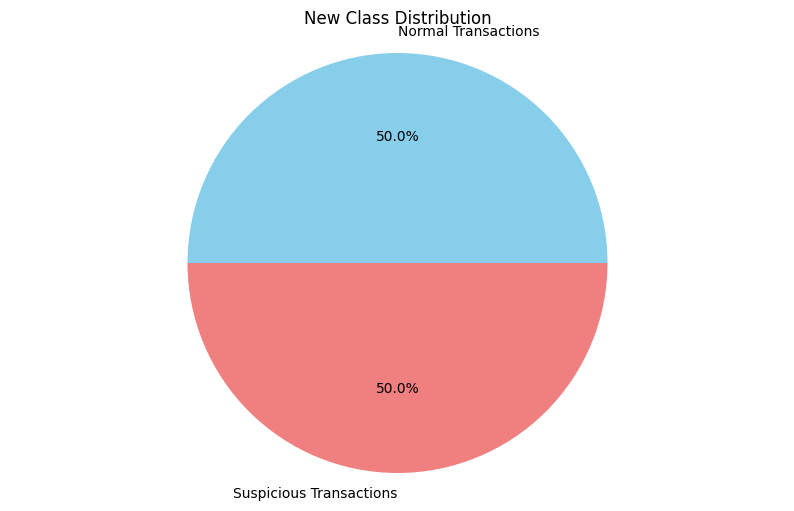 New Class Distribution
Normal Transactions
50.0%
50.0%
Suspicious Transactions